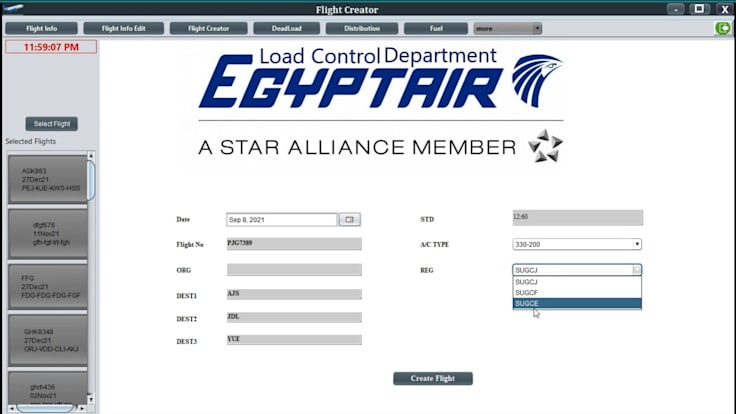 Flight Creator
Flight Info
Flight Info Edit
Flight Creator
DeadLoad
Distribution
Fuel
more
11:59:07 PM
Select Flight
Selected Flights
AGK863
27Dec21
PEJ-KJE-KWS-HSS
dfgf676
11Nov21
gfh-fgl-trt-fgh
FFG
27Dec21
FDG-FDG-FDG-FGF
GHK8348
27Dec21
ORJ-VDD-CLI-AKJ
ghrh436
02Nov21
Load Control Department
EGYPTAIR
A STAR ALLIANCE MEMBER
Date
Sep 8, 2021
STD
12:60
Flight No
PJG7389
A/C TYPE
330-200
ORG
REG
SUGCJ
SUGCJ
SUGCF
SUGCE
DEST1
AJS
DEST2
JDL
DEST3
YUE
Create Flight